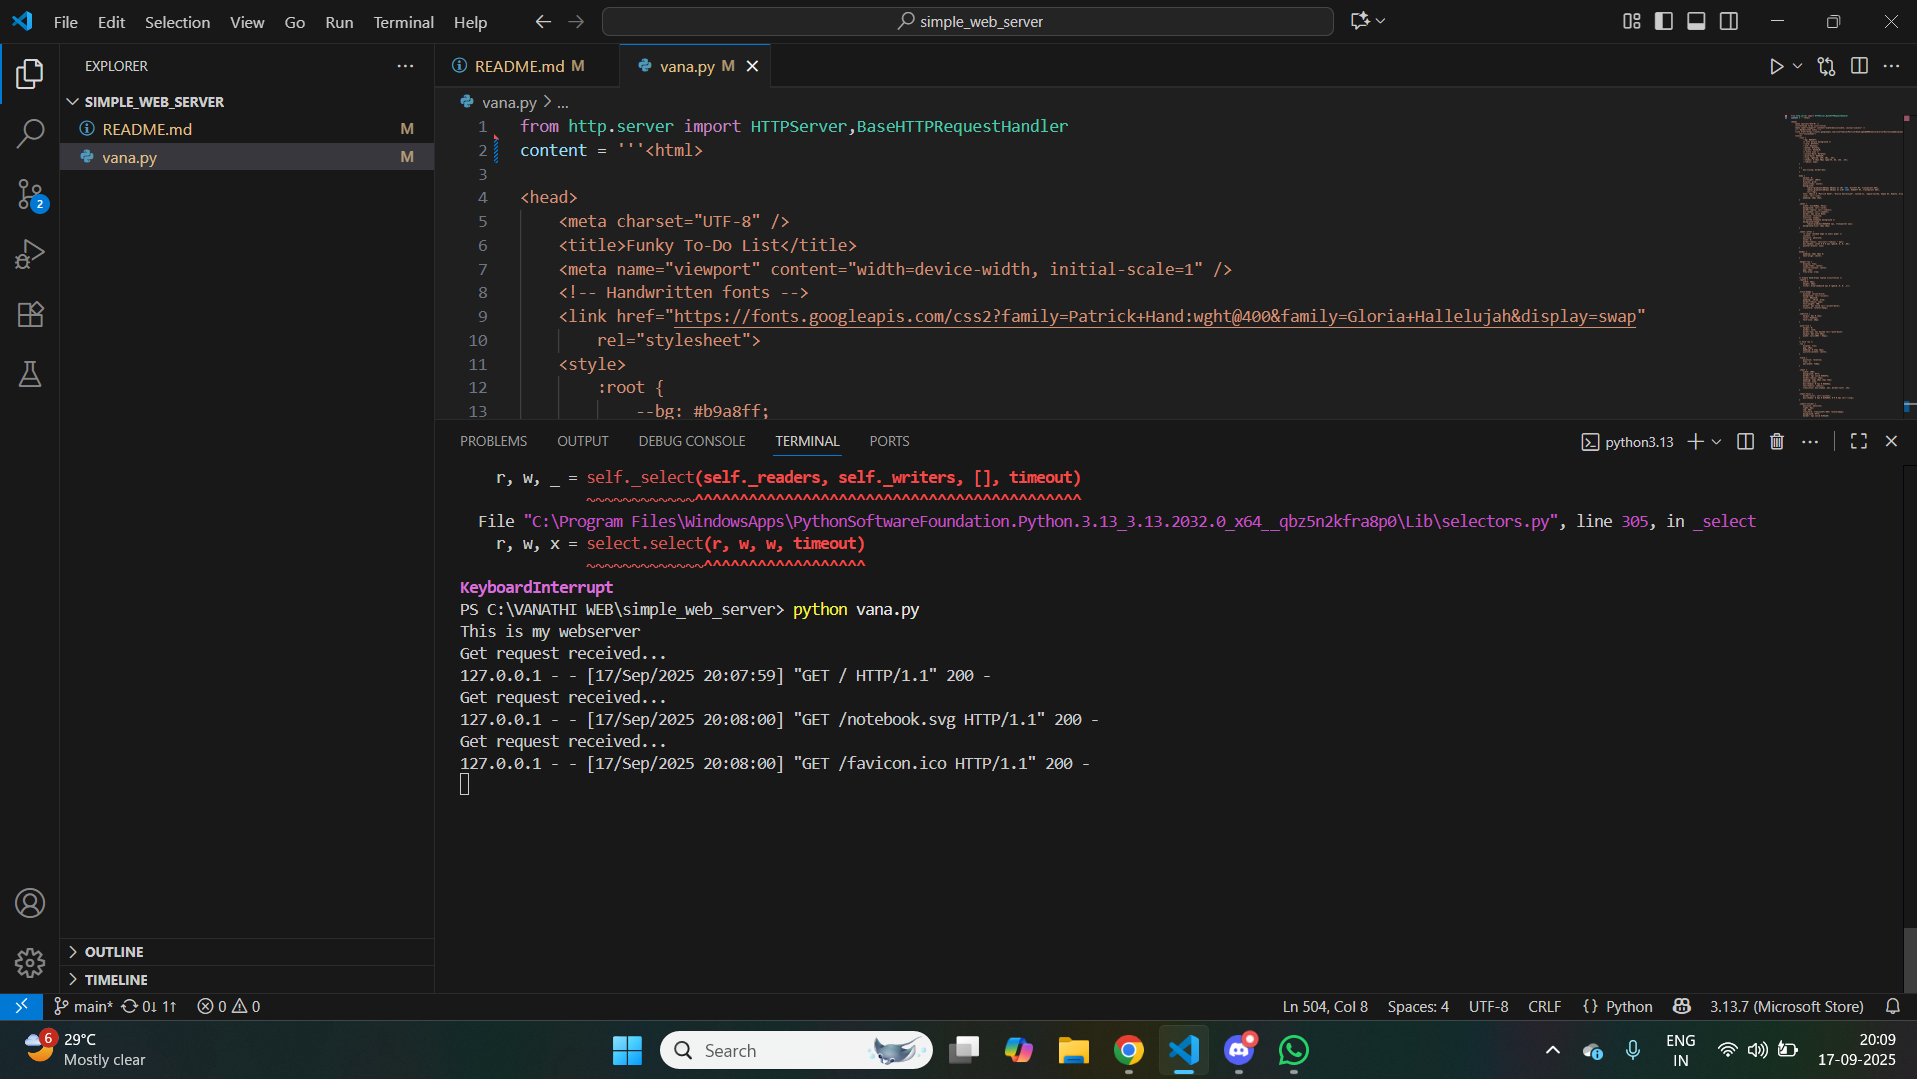 File Edit Selection View Go Run Terminal Help
simple_web_server
EXPLORER
SIMPLE_WEB_SERVER
README.md M
vana.py M
2
README.md M
vana.py M
vana.py > ...
1 from http.server import HTTPServer,BaseHTTPRequestHandler
2 content = '''<html>
3
4 <head>
5 <meta charset="UTF-8" />
6 <title>Funky To-Do List</title>
7 <meta name="viewport" content="width=device-width, initial-scale=1" />
8 <!-- Handwritten fonts -->
9 <link href="https://fonts.googleapis.com/css2?family=Patrick+Hand:wght@400&family=Gloria+Hallelujah&display=swap"
10 rel="stylesheet">
11 <style>
12 :root {
13 --bg: #b9a8ff;
PROBLEMS OUTPUT DEBUG CONSOLE TERMINAL PORTS
python3.13
r, w, _ = self._select(self._readers, self._writers, [], timeout)
~~~~~~~~~~~~^^^^^^^^^^^^^^^^^^^^^^^^^^^^^^^^^^^^^^^^^^^
File "C:\Program Files\WindowsApps\PythonSoftwareFoundation.Python.3.13_3.13.2032.0_x64__qbz5n2kfra8p0\Lib\selectors.py", line 305, in _select
r, w, x = select.select(r, w, w, timeout)
~~~~~~~~~~~~~^^^^^^^^^^^^^^^^^^
KeyboardInterrupt
PS C:\VANATHI WEB\simple_web_server> python vana.py
This is my webserver
Get request received...
127.0.0.1 - - [17/Sep/2025 20:07:59] "GET / HTTP/1.1" 200 -
Get request received...
127.0.0.1 - - [17/Sep/2025 20:08:00] "GET /notebook.svg HTTP/1.1" 200 -
Get request received...
127.0.0.1 - - [17/Sep/2025 20:08:00] "GET /favicon.ico HTTP/1.1" 200 -
OUTLINE
TIMELINE
main* 0↓ 1↑ 0 0
Ln 504, Col 8 Spaces: 4 UTF-8 CRLF {} Python 3.13.7 (Microsoft Store)
6
29°C
Mostly clear
Search
ENG
IN
20:09
17-09-2025